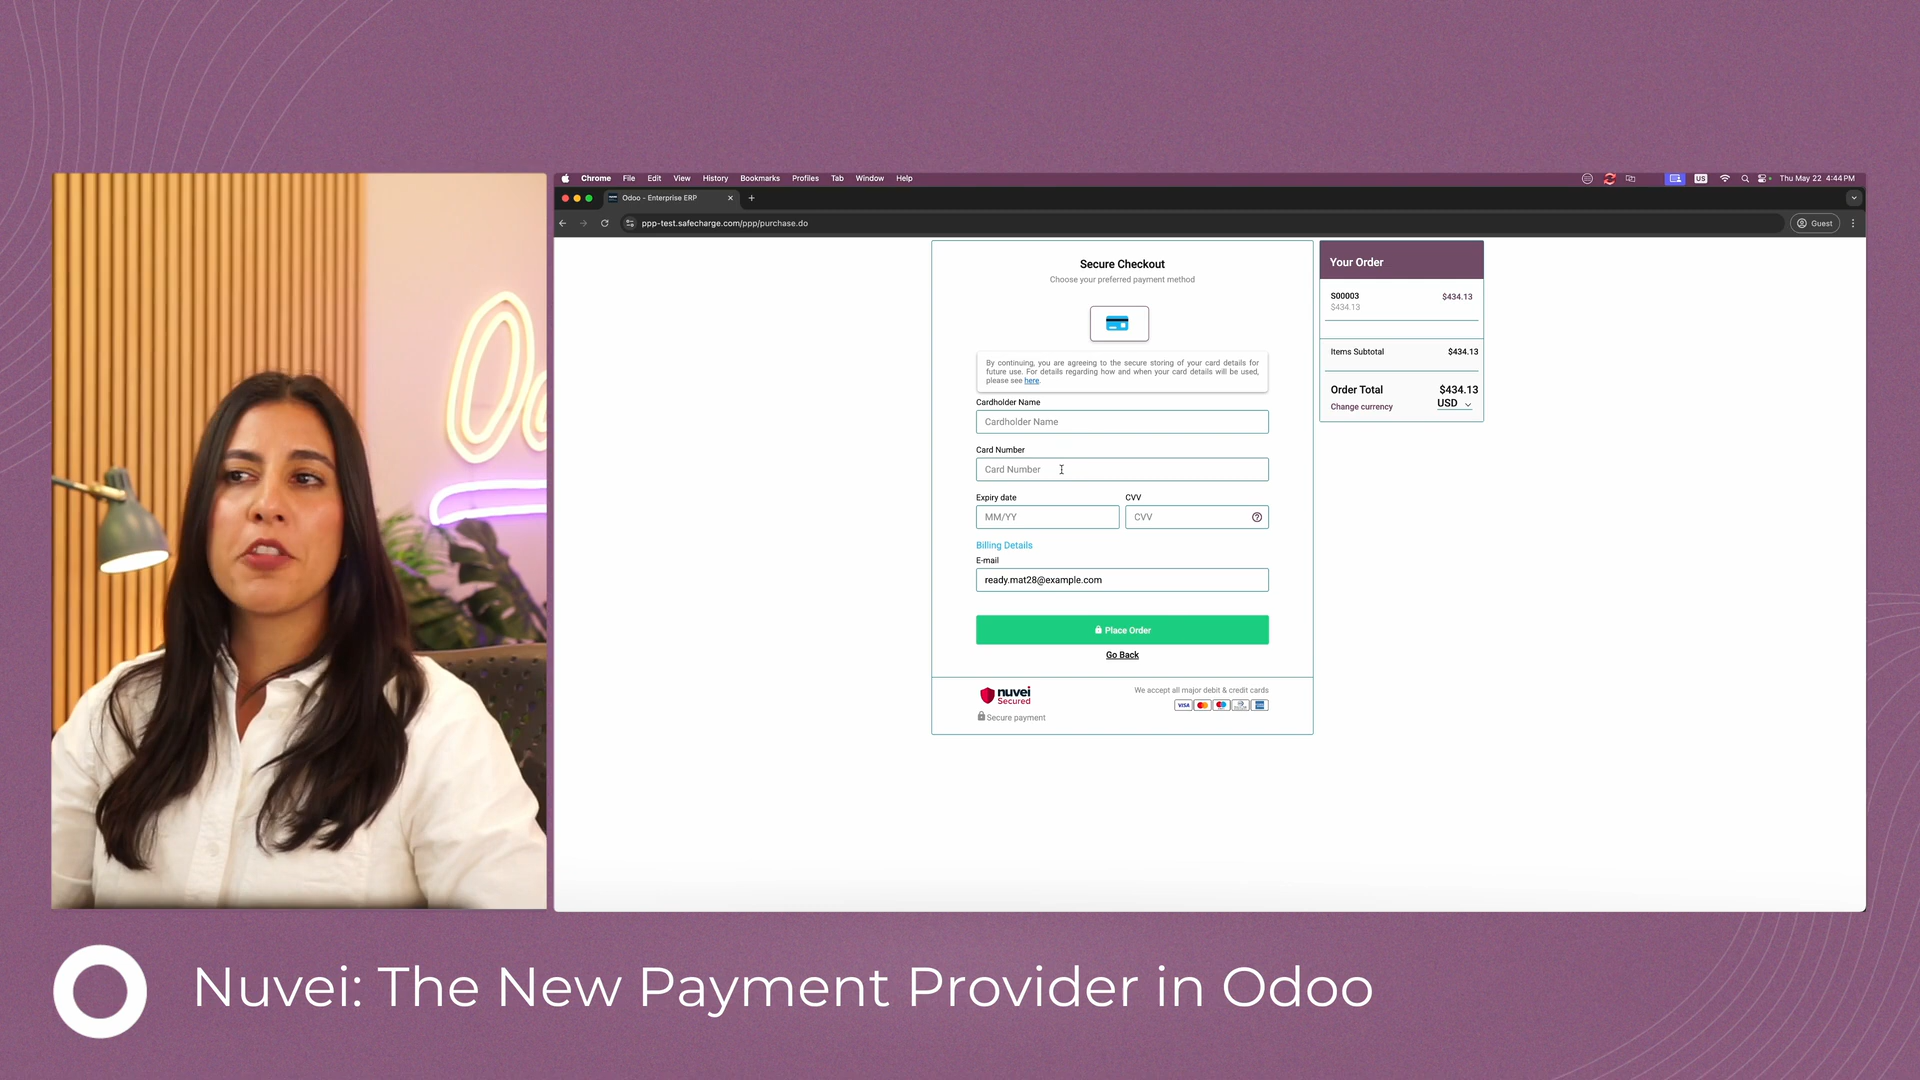 Chrome File Edit View History Bookmarks Profiles Tab Window Help
US
Thu May 22 4:44 PM
Odoo - Enterprise ERP
ppp-test.safecharge.com/ppp/purchase.do
Guest
Secure Checkout
Choose your preferred payment method
By continuing, you are agreeing to the secure storing of your card details for
future use. For details regarding how and when your card details will be used,
please see here.
Cardholder Name
Cardholder Name
Card Number
Card Number
Expiry date CVV
MM/YY CVV
Billing Details
E-mail
ready.mat28@example.com
Place Order
Go Back
nuvei
Secured
Secure payment
We accept all major debit & credit cards
VISA
Your Order
S00003 $434.13
$434.13
Items Subtotal $434.13
Order Total $434.13
Change currency USD
Nuvei: The New Payment Provider in Odoo